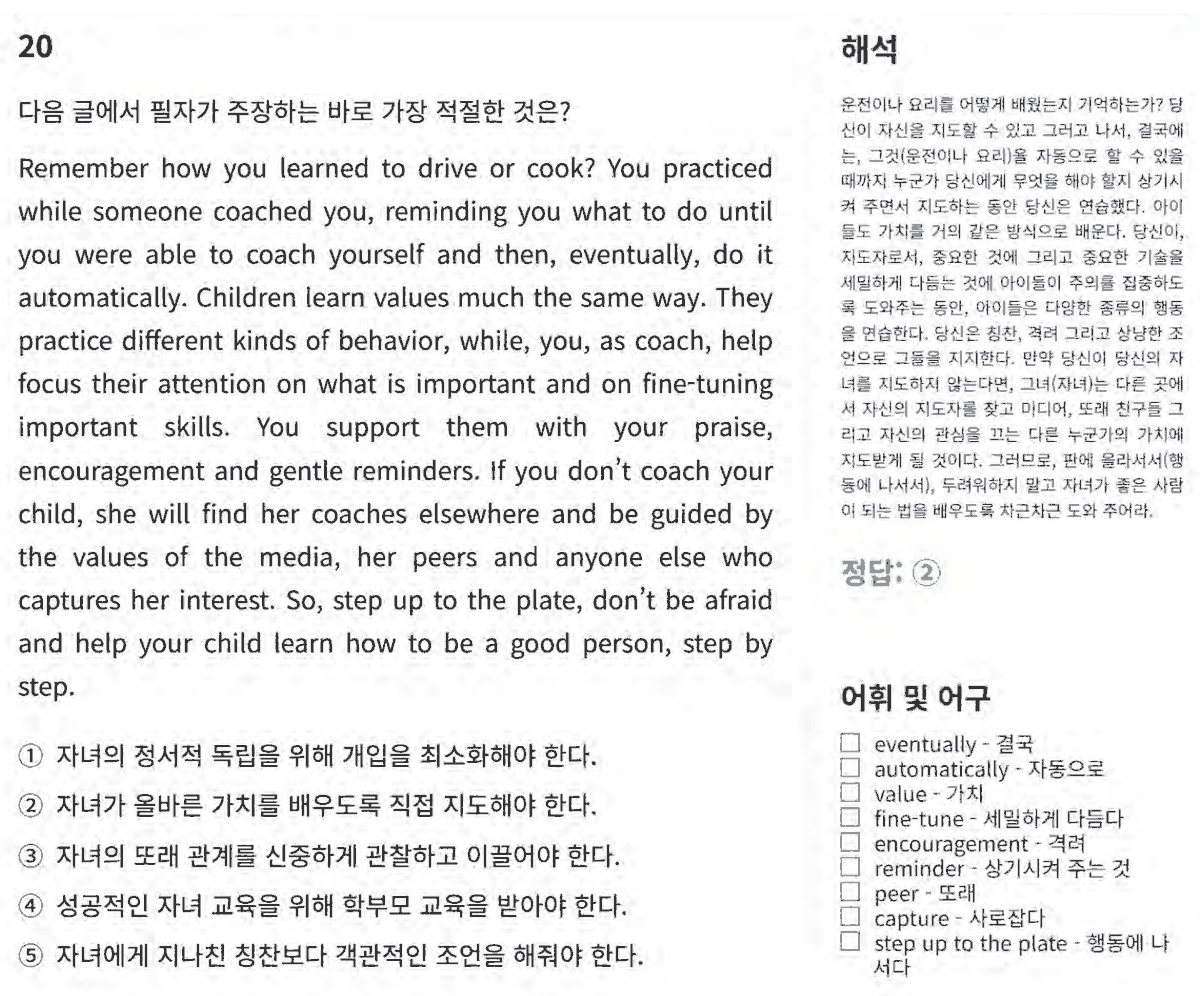 20
다음 글에서 필자가 주장하는 바로 가장 적절한 것은?
Remember how you learned to drive or cook? You practiced
while someone coached you, reminding you what to do until
you were able to coach yourself and then, eventually, do it
automatically. Children learn values much the same way. They
practice different kinds of behavior, while, you, as coach, help
focus their attention on what is important and on fine-tuning
important skills. You support them with your praise,
encouragement and gentle reminders. If you don't coach your
child, she will find her coaches elsewhere and be guided by
the values of the media, her peers and anyone else who
captures her interest. So, step up to the plate, don't be afraid
and help your child learn how to be a good person, step by
step.
① 자녀의 정서적 독립을 위해 개입을 최소화해야 한다.
② 자녀가 올바른 가치를 배우도록 직접 지도해야 한다.
③ 자녀의 또래 관계를 신중하게 관찰하고 이끌어야 한다.
④ 성공적인 자녀 교육을 위해 학부모 교육을 받아야 한다.
⑤ 자녀에게 지나친 칭찬보다 객관적인 조언을 해줘야 한다.
해석
운전이나 요리를 어떻게 배웠는지 기억하는가? 당
신이 자신을 지도할 수 있고 그러고 나서, 결국에
는, 그것(운전이나 요리)을 자동으로 할 수 있을
때까지 누군가 당신에게 무엇을 해야 할지 상기시
켜 주면서 지도하는 동안 당신은 연습했다. 아이
들도 가치를 거의 같은 방식으로 배운다. 당신이,
지도자로서, 중요한 것에 그리고 중요한 기술을
세밀하게 다듬는 것에 아이들이 주의를 집중하도
록 도와주는 동안, 아이들은 다양한 종류의 행동
을 연습한다. 당신은 칭찬, 격려 그리고 상냥한 조
언으로 그들을 지지한다. 만약 당신이 당신의 자
녀를 지도하지 않는다면, 그녀(자녀)는 다른 곳에
서 자신의 지도자를 찾고 미디어, 또래 친구들 그
리고 자신의 관심을 끄는 다른 누군가의 가치에
지도받게 될 것이다. 그러므로, 판에 올라서서(행
동에 나서서), 두려워하지 말고 자녀가 좋은 사람
이 되는 법을 배우도록 차근차근 도와 주어라.
정답: ②
어휘 및 어구
□ eventually - 결국
□ automatically - 자동으로
□ value - 가치
□ fine-tune - 세밀하게 다듬다
□ encouragement - 격려
□ reminder - 상기시켜 주는 것
□ peer - 또래
□ capture - 사로잡다
□ step up to the plate - 행동에 나
서다